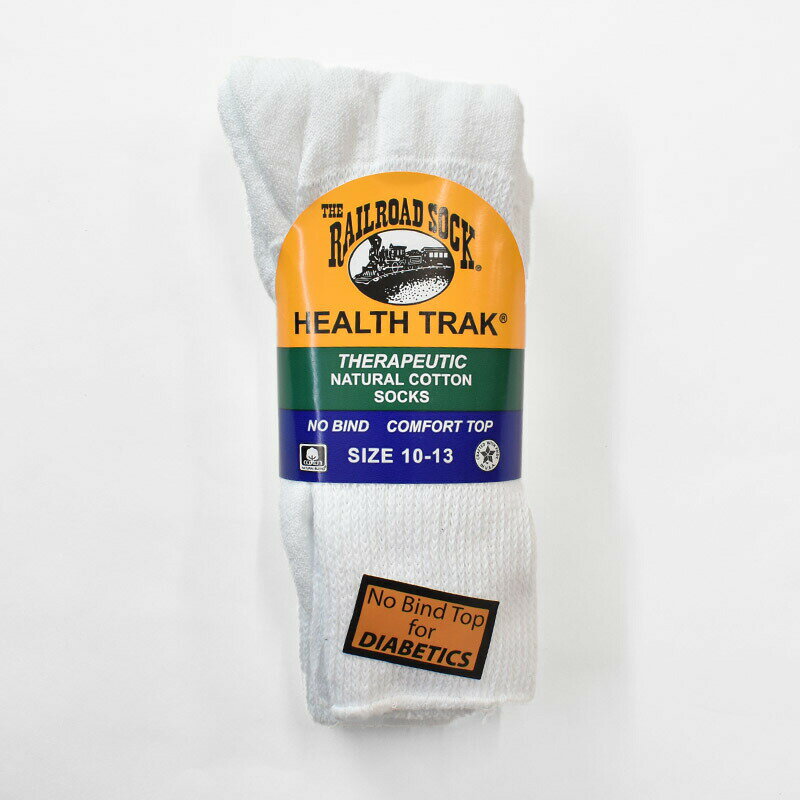 THE
RAILROAD SOCK®
HEALTH TRAK®
THERAPEUTIC
NATURAL COTTON
SOCKS
NO BIND COMFORT TOP
SIZE 10-13
No Bind Top
for
DIABETICS